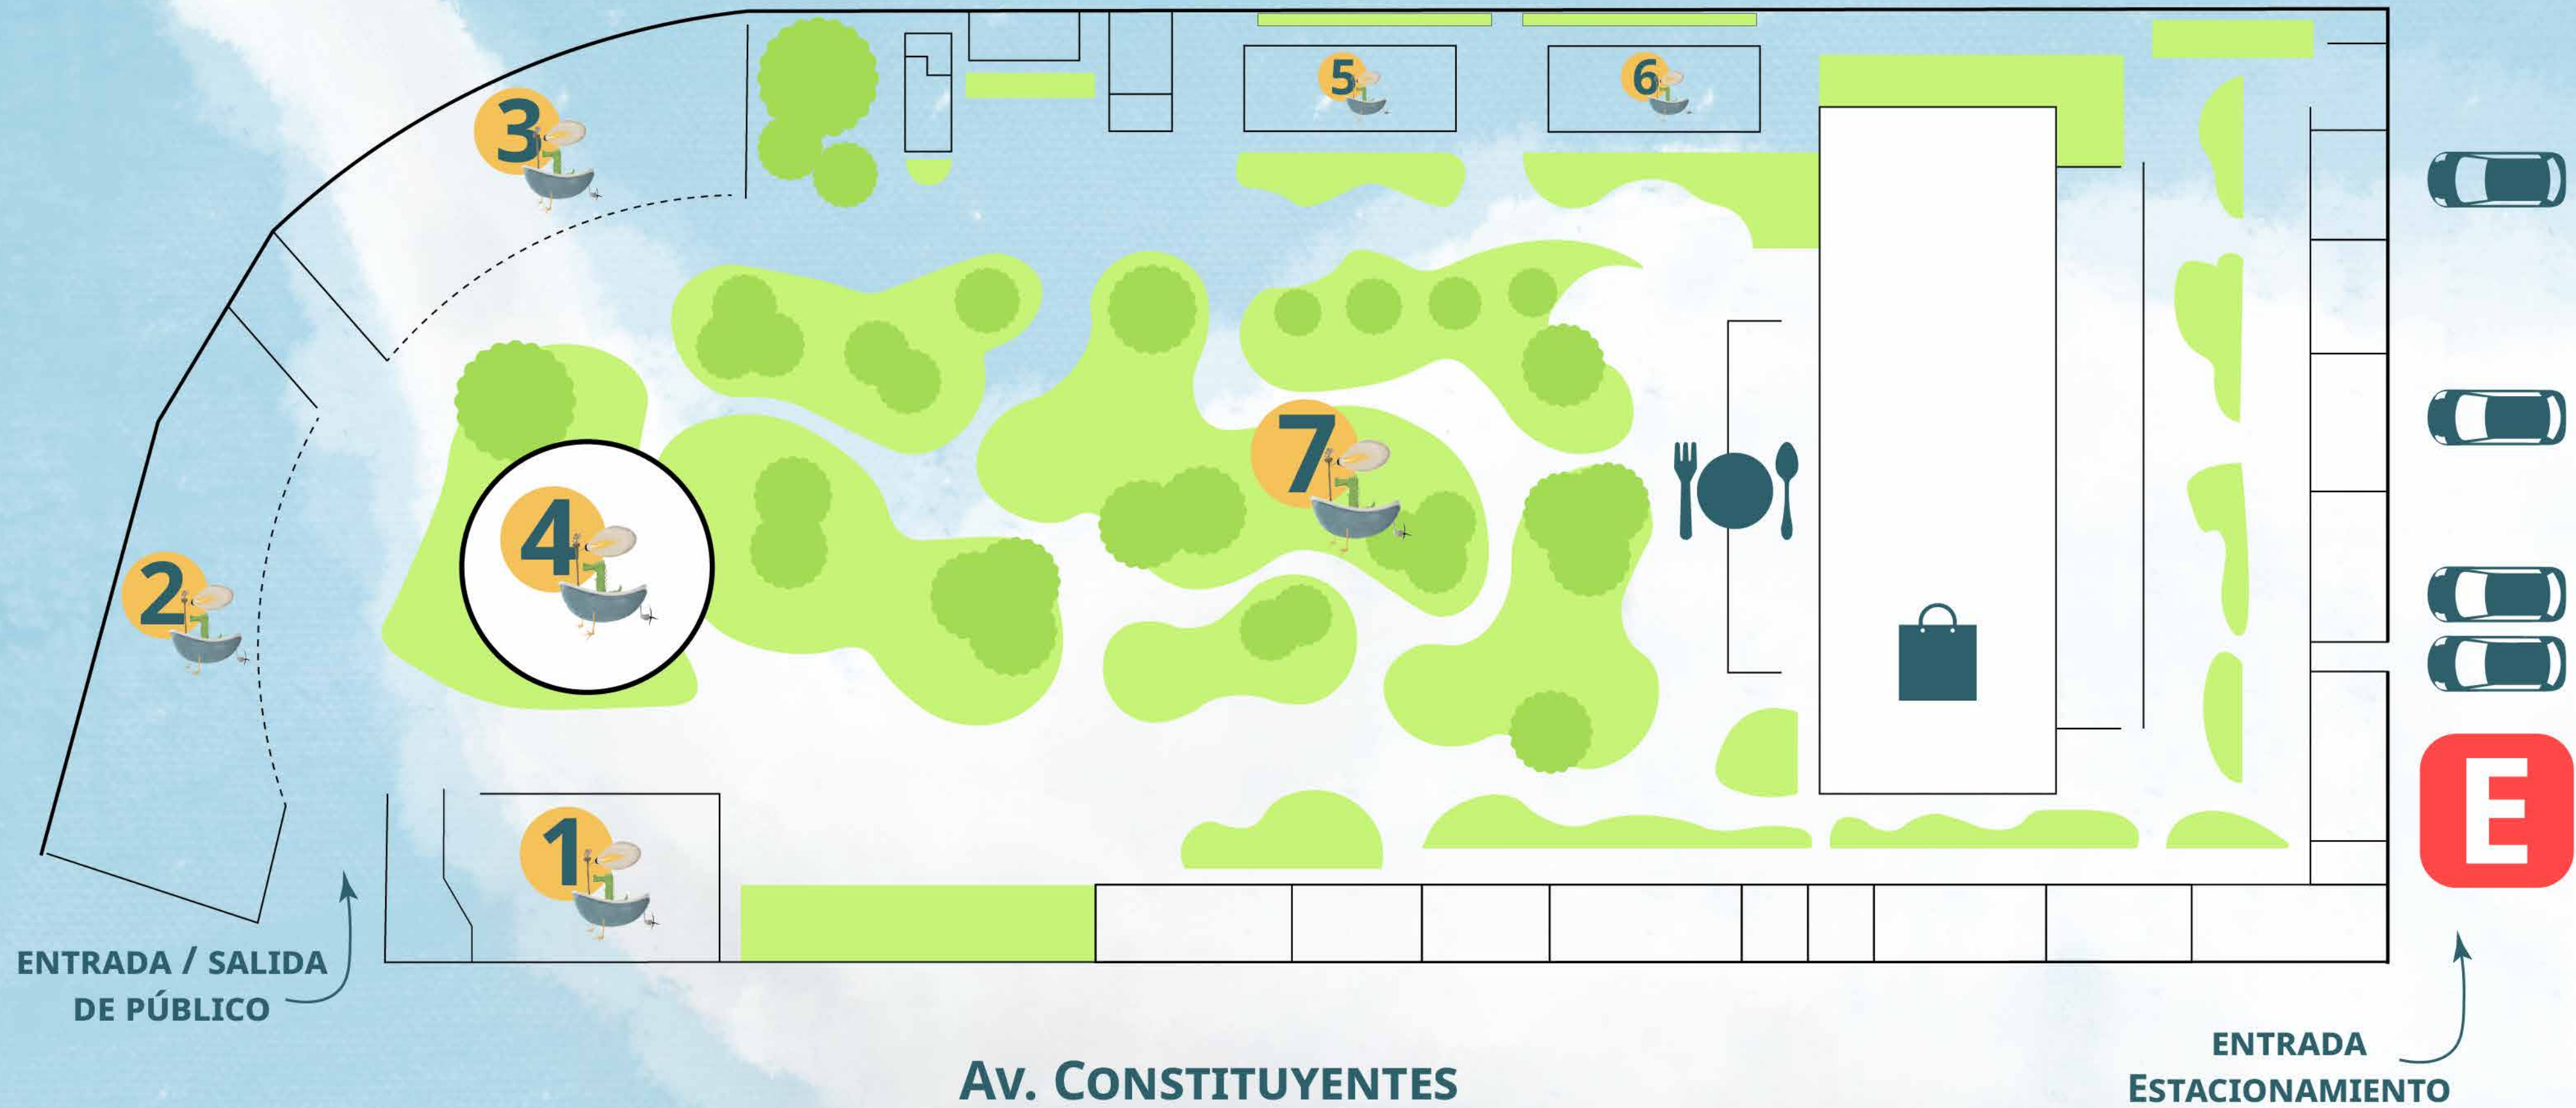 3
5
6
7
4
2
1
E
ENTRADA / SALIDA
DE PÚBLICO
AV. CONSTITUYENTES
ENTRADA
ESTACIONAMIENTO